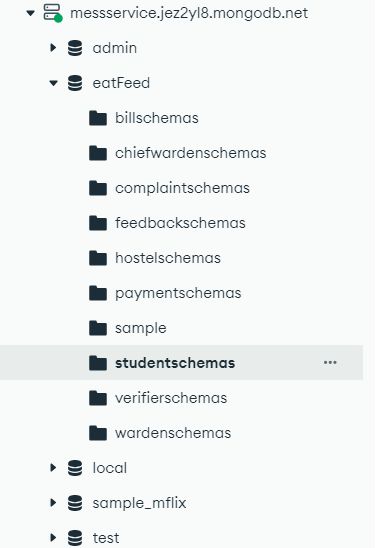 messservice.jez2yl8.mongodb.net
admin
eatFeed
billschemas
chiefwardenschemas
complaintschemas
feedbackschemas
hostelschemas
paymentschemas
sample
studentschemas
verifierschemas
wardenschemas
local
sample_mflix
test